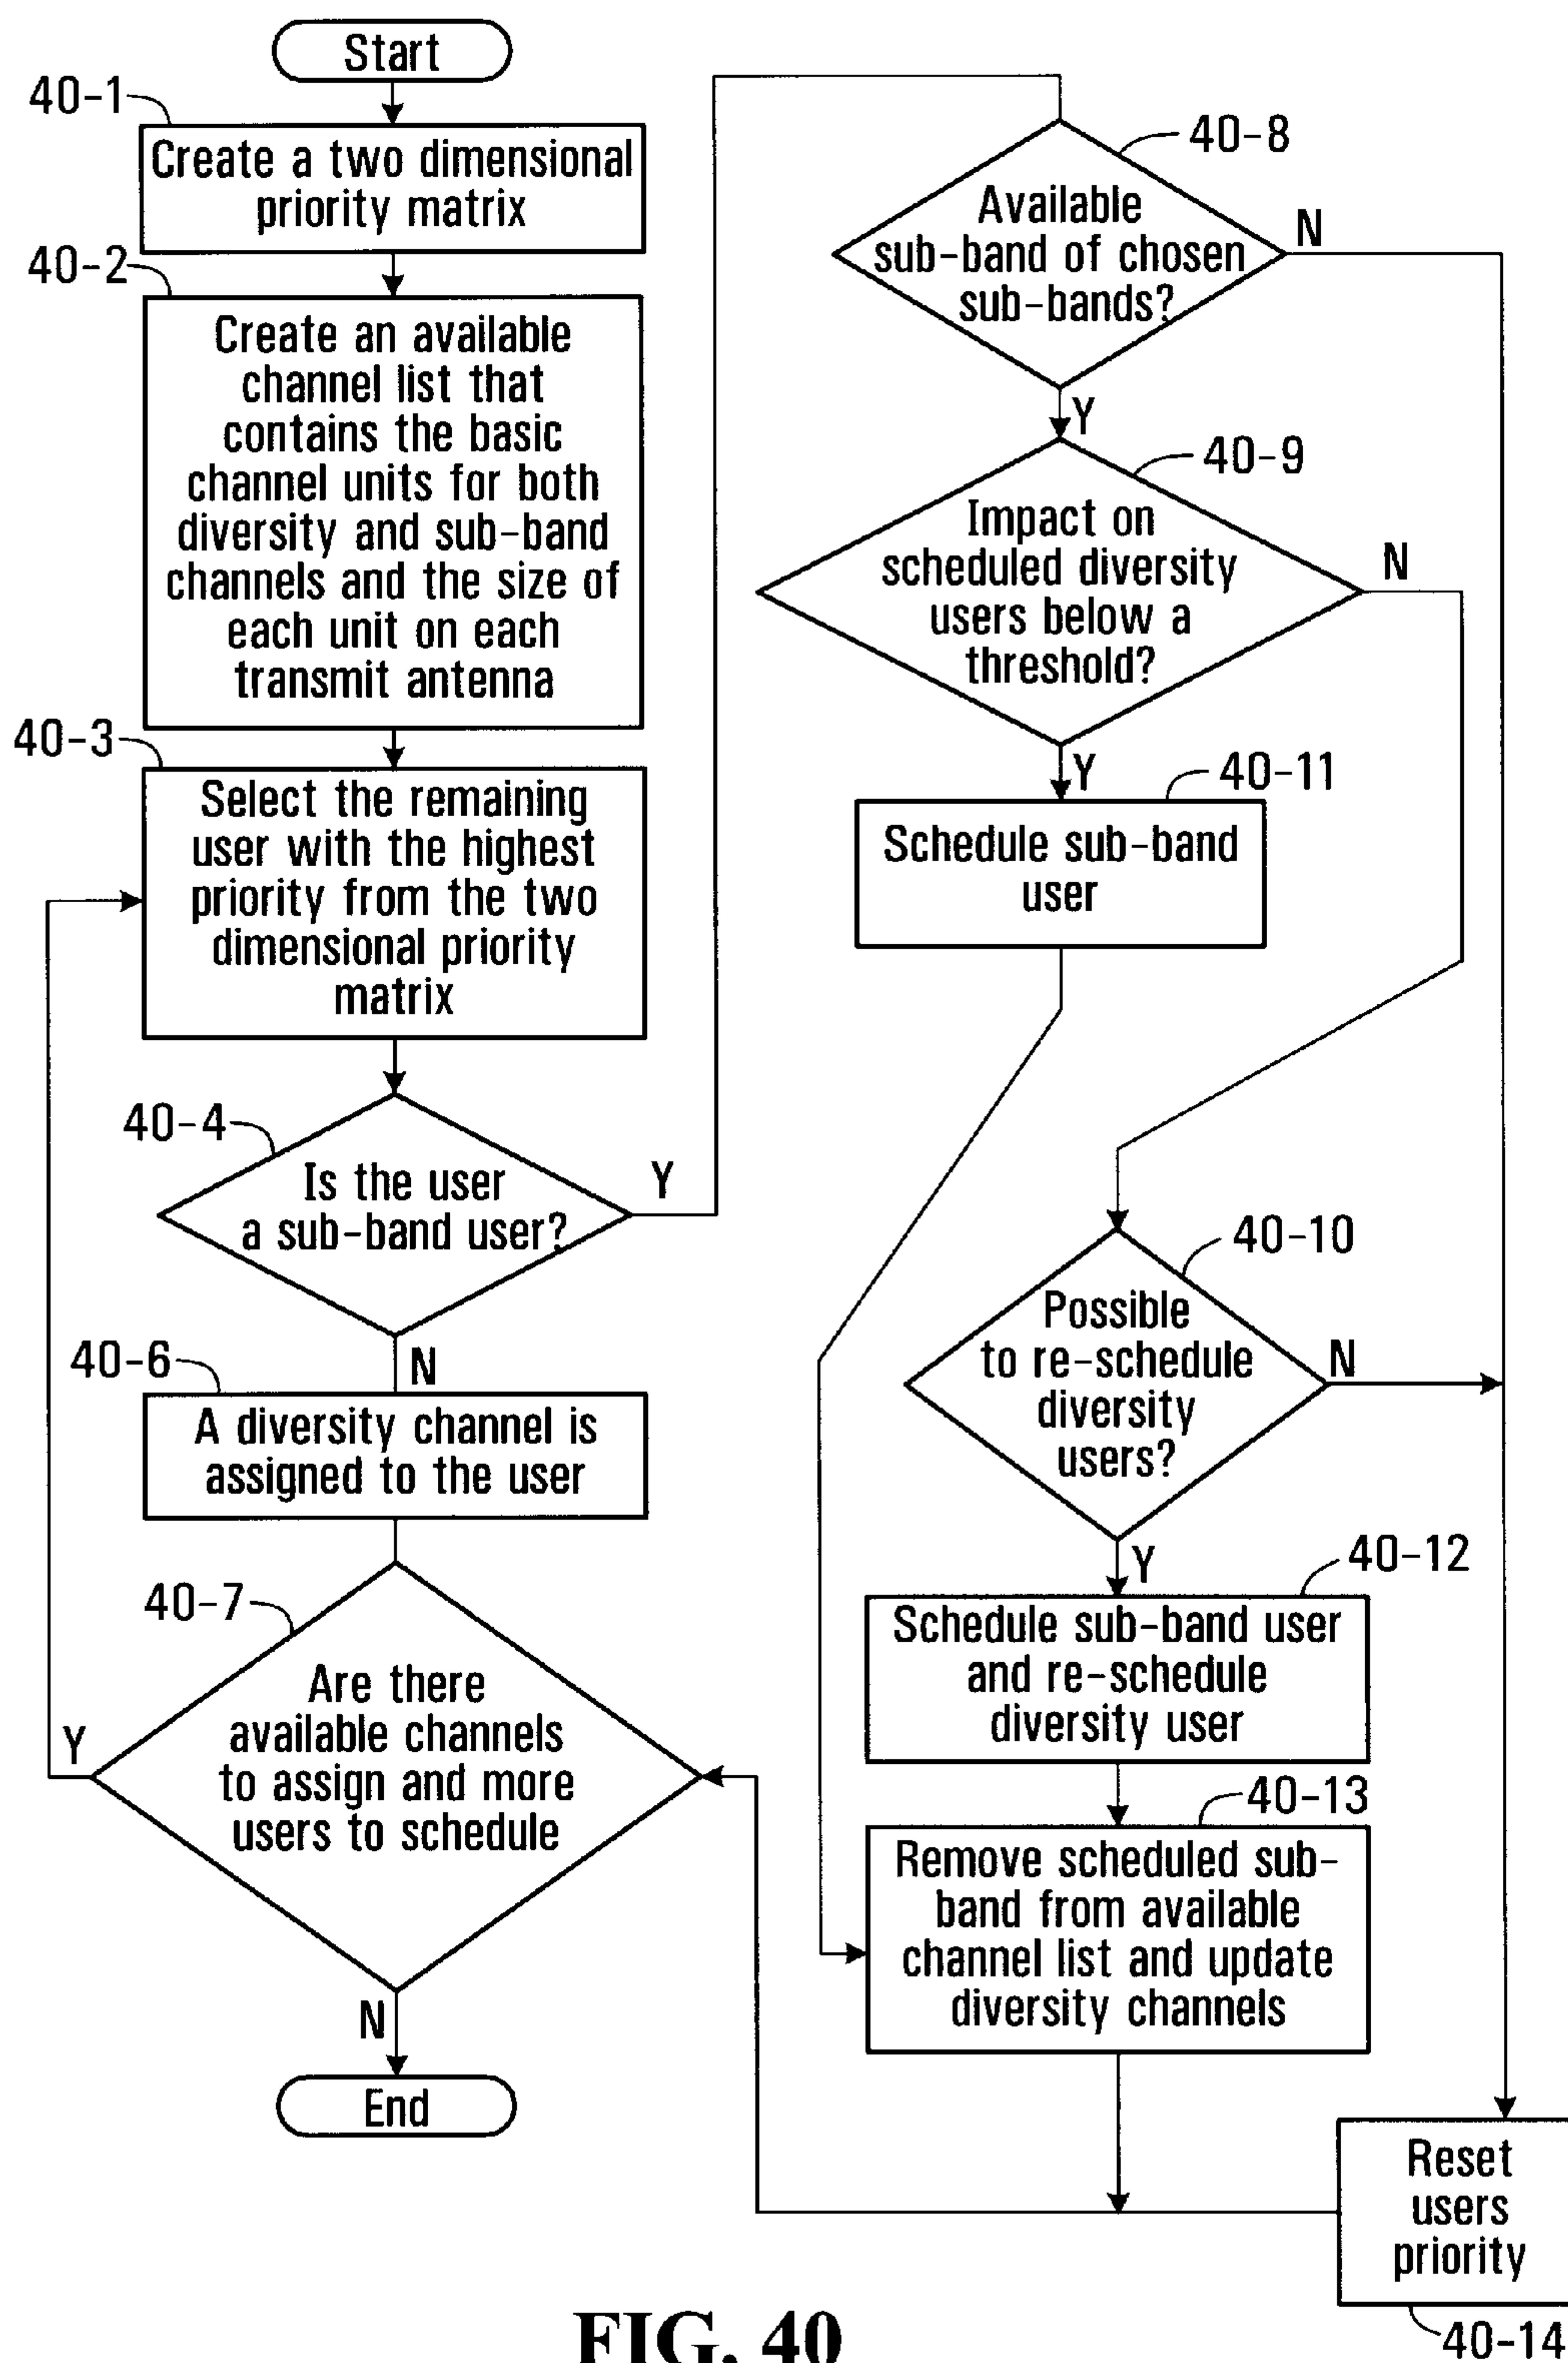 Start
40-1
Create a two dimensional
priority matrix
40-2
Create an available
channel list that
contains the basic
channel units for both
diversity and sub-band
channels and the size of
each unit on each
transmit antenna
40-3
Select the remaining
user with the highest
priority from the two
dimensional priority
matrix
40-4
Is the user
a sub-band user?
Y
N
40-6
A diversity channel is
assigned to the user
40-7
Are there
available channels
to assign and more
users to schedule
Y
N
End
40-8
Available
sub-band of chosen
sub-bands?
N
Y
40-9
Impact on
scheduled diversity
users below a
threshold?
N
Y
40-11
Schedule sub-band
user
40-10
Possible
to re-schedule
diversity
users?
N
Y
40-12
Schedule sub-band user
and re-schedule
diversity user
40-13
Remove scheduled sub-
band from available
channel list and update
diversity channels
Reset
users
priority
40-14
FIG. 40